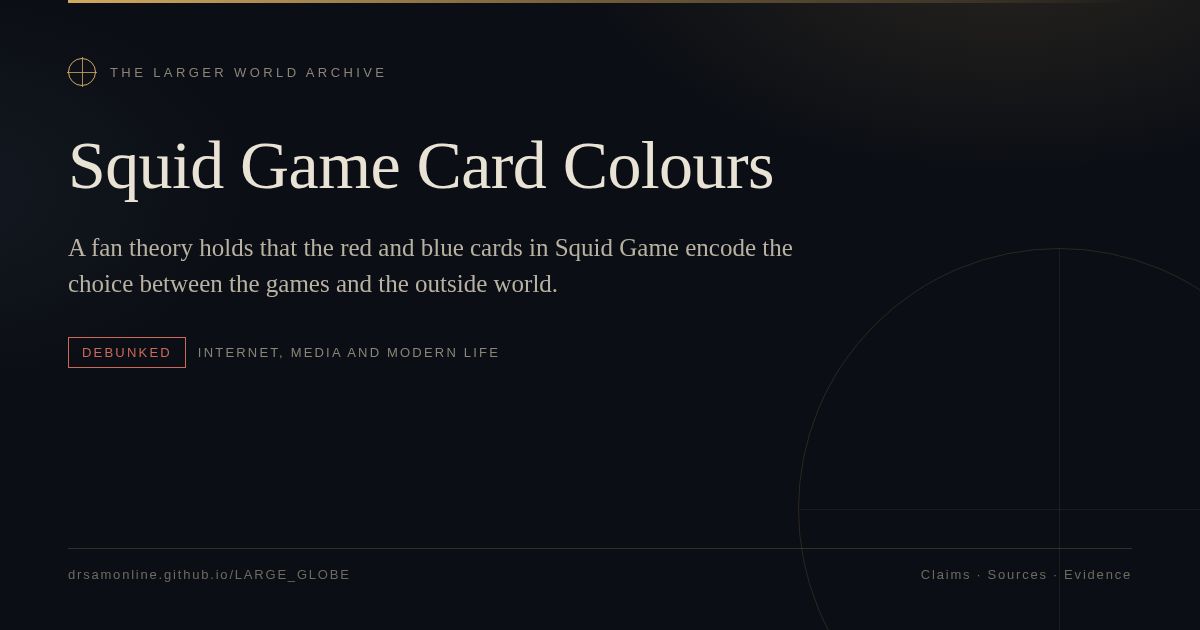 THE LARGER WORLD ARCHIVE
Squid Game Card Colours
A fan theory holds that the red and blue cards in Squid Game encode the
choice between the games and the outside world.
DEBUNKED INTERNET, MEDIA AND MODERN LIFE
drsamonline.github.io/LARGE_GLOBE
Claims · Sources · Evidence